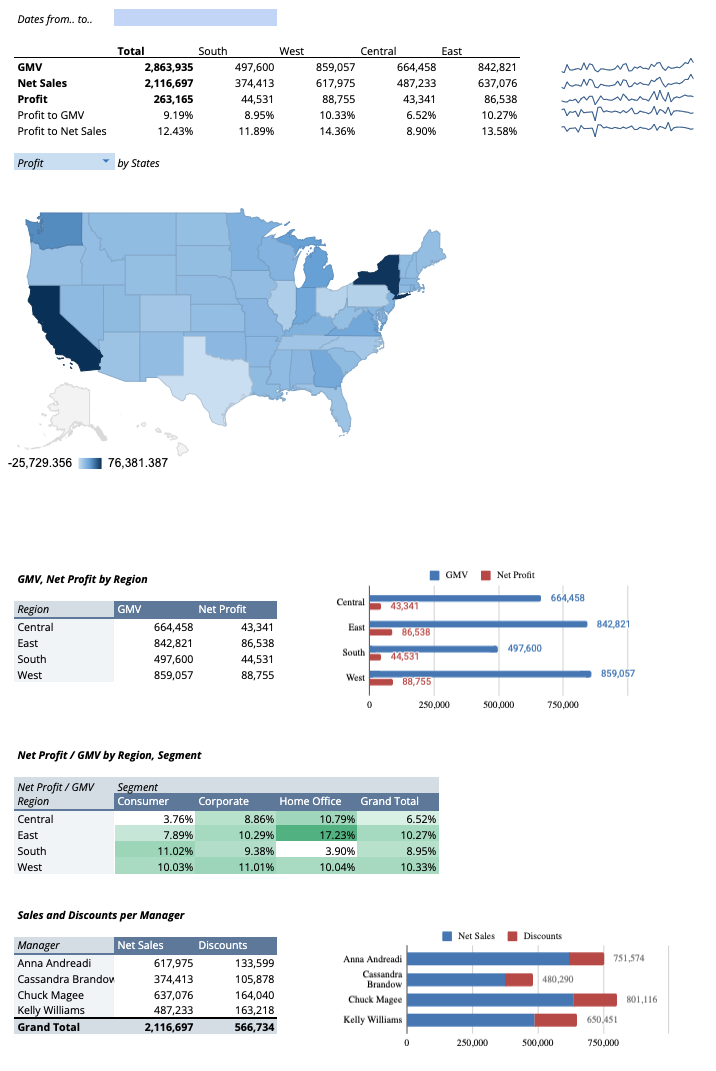 Dates from.. to..
Total South West Central East
GMV 2,863,935 497,600 859,057 664,458 842,821
Net Sales 2,116,697 374,413 617,975 487,233 637,076
Profit 263,165 44,531 88,755 43,341 86,538
Profit to GMV 9.19% 8.95% 10.33% 6.52% 10.27%
Profit to Net Sales 12.43% 11.89% 14.36% 8.90% 13.58%
Profit by States
-25,729.356 76,381.387
GMV, Net Profit by Region
Region GMV Net Profit
Central 664,458 43,341
East 842,821 86,538
South 497,600 44,531
West 859,057 88,755
GMV Net Profit
Central 664,458
43,341
East 842,821
86,538
South 497,600
44,531
West 859,057
88,755
0 250,000 500,000 750,000
Net Profit / GMV by Region, Segment
Net Profit / GMV Segment
Region Consumer Corporate Home Office Grand Total
Central 3.76% 8.86% 10.79% 6.52%
East 7.89% 10.29% 17.23% 10.27%
South 11.02% 9.38% 3.90% 8.95%
West 10.03% 11.01% 10.04% 10.33%
Sales and Discounts per Manager
Manager Net Sales Discounts
Anna Andreadi 617,975 133,599
Cassandra Brandow 374,413 105,878
Chuck Magee 637,076 164,040
Kelly Williams 487,233 163,218
Grand Total 2,116,697 566,734
Net Sales Discounts
Anna Andreadi 751,574
Cassandra
Brandow 480,290
Chuck Magee 801,116
Kelly Williams 650,451
0 250,000 500,000 750,000